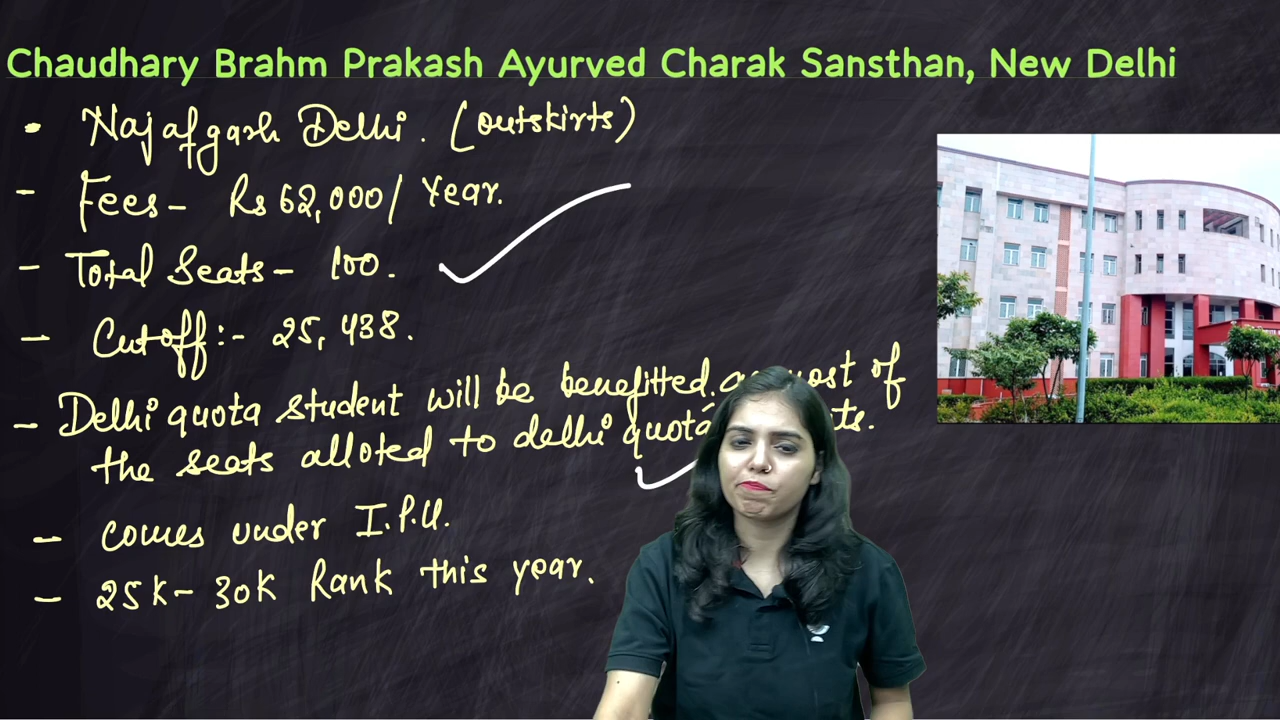 Chaudhary Brahm Prakash Ayurved Charak Sansthan, New Delhi
• Najafgarh Delhi. (outskirts)
- Fees - Rs 62,000/ Year.
- Total Seats - 100.
- Cutoff :- 25,438.
- Delhi quota student will be benefitted. most of
the seats alloted to delhi quota
- comes under I.P.U.
- 25K - 30K Rank this year.